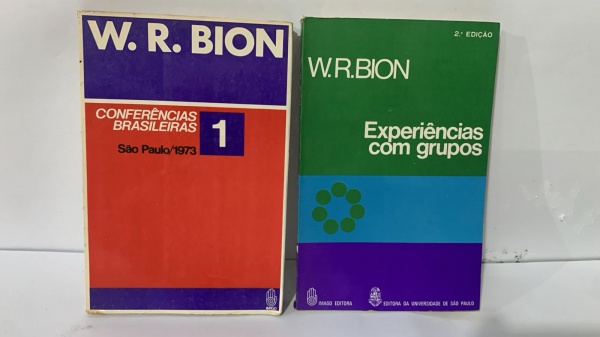 W. R. BION
CONFERÊNCIAS
BRASILEIRAS
1
São Paulo/1973
IMAGO
2.ª EDIÇÃO
W.R.BION
Experiências
com grupos
IMAGO EDITORA
EDITORA DA UNIVERSIDADE DE SÃO PAULO